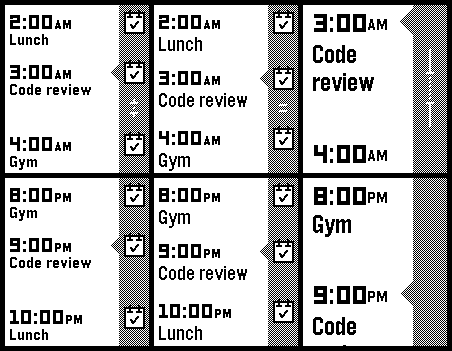 2:00AM
Lunch
3:00AM
Code review
4:00AM
Gym
2:00AM
Lunch
3:00AM
Code review
4:00AM
Gym
3:00AM
Code
review
4:00AM
8:00PM
Gym
9:00PM
Code review
10:00PM
Lunch
8:00PM
Gym
9:00PM
Code review
10:00PM
Lunch
8:00PM
Gym
9:00PM
Code